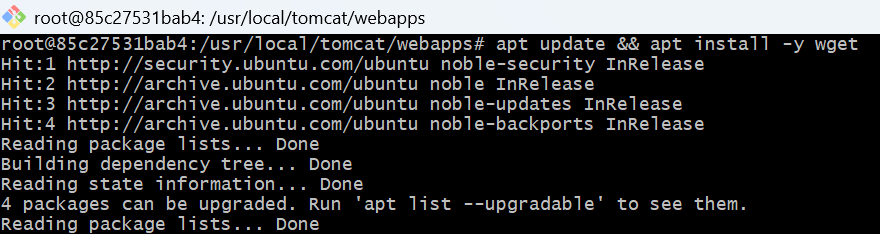 root@85c27531bab4: /usr/local/tomcat/webapps
root@85c27531bab4:/usr/local/tomcat/webapps# apt update && apt install -y wget
Hit:1 http://security.ubuntu.com/ubuntu noble-security InRelease
Hit:2 http://archive.ubuntu.com/ubuntu noble InRelease
Hit:3 http://archive.ubuntu.com/ubuntu noble-updates InRelease
Hit:4 http://archive.ubuntu.com/ubuntu noble-backports InRelease
Reading package lists... Done
Building dependency tree... Done
Reading state information... Done
4 packages can be upgraded. Run 'apt list --upgradable' to see them.
Reading package lists... Done